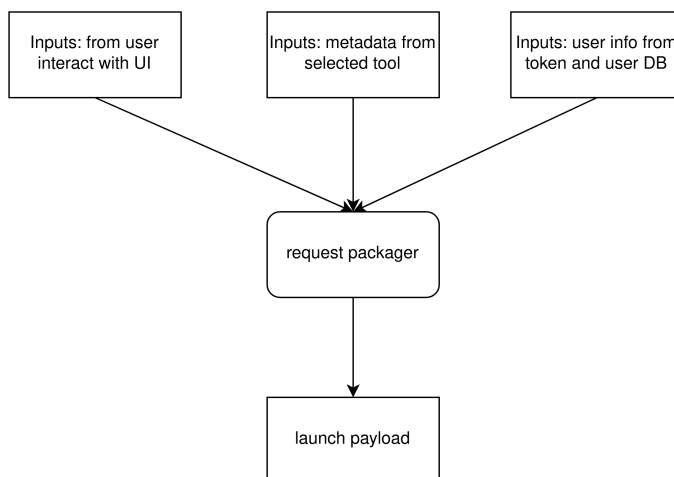 Inputs: from user
interact with UI
Inputs: metadata from
selected tool
Inputs: user info from
token and user DB
request packager
launch payload